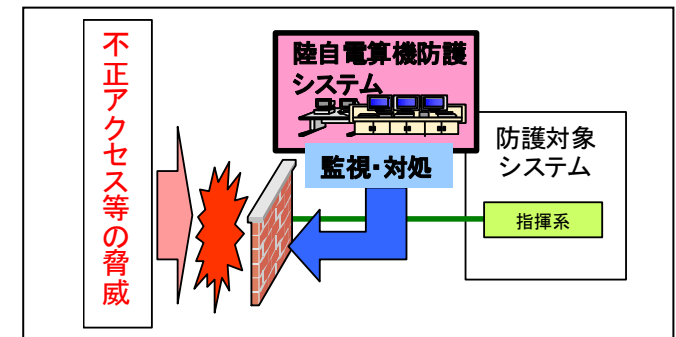 不正アクセス等の脅威
陸自電算機防護
システム
監視・対処
防護対象
システム
指揮系